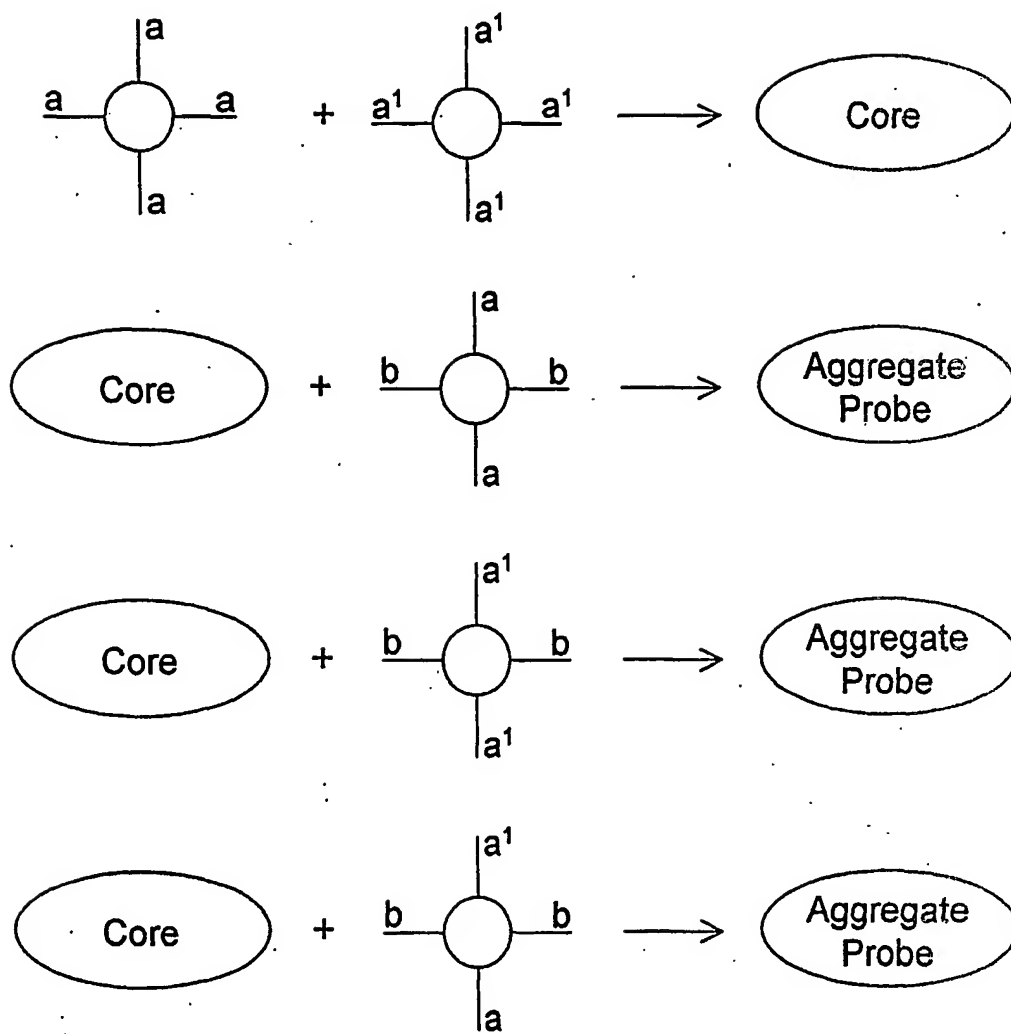 a
a a
a
+
a¹
a¹ a¹
a¹
Core
Core
+
a
b b
a
Aggregate
Probe
Core
+
a¹
b b
a¹
Aggregate
Probe
Core
+
a¹
b b
a
Aggregate
Probe